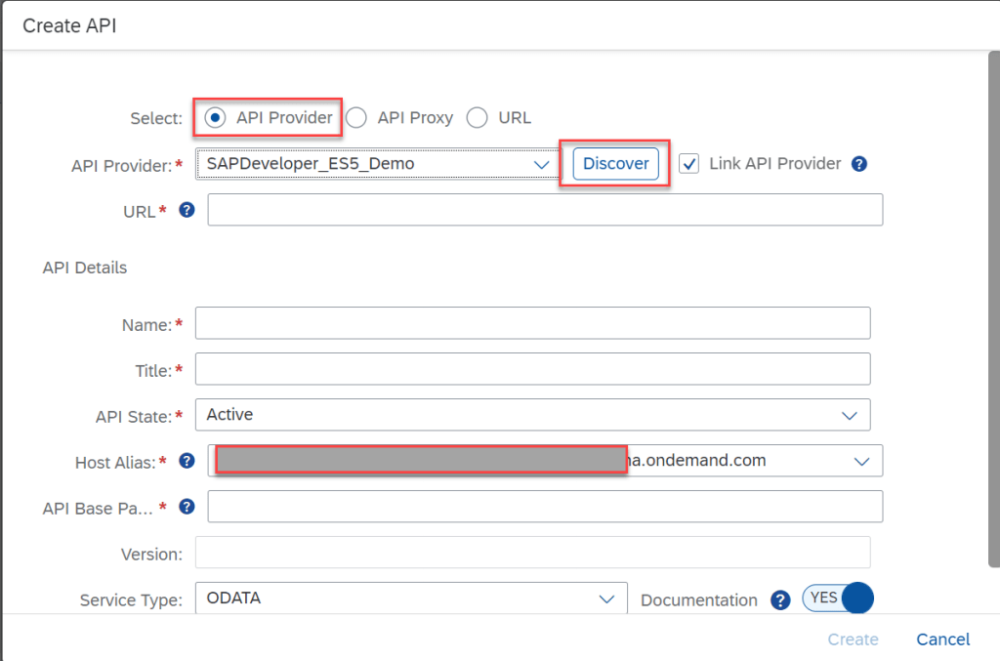 Create API
Select: API Provider API Proxy URL
API Provider:* SAPDeveloper_ES5_Demo Discover Link API Provider ?
URL* ?
API Details
Name:*
Title:*
API State:* Active
Host Alias:* ? na.ondemand.com
API Base Pa... * ?
Version:
Service Type: ODATA Documentation ? YES
Create Cancel